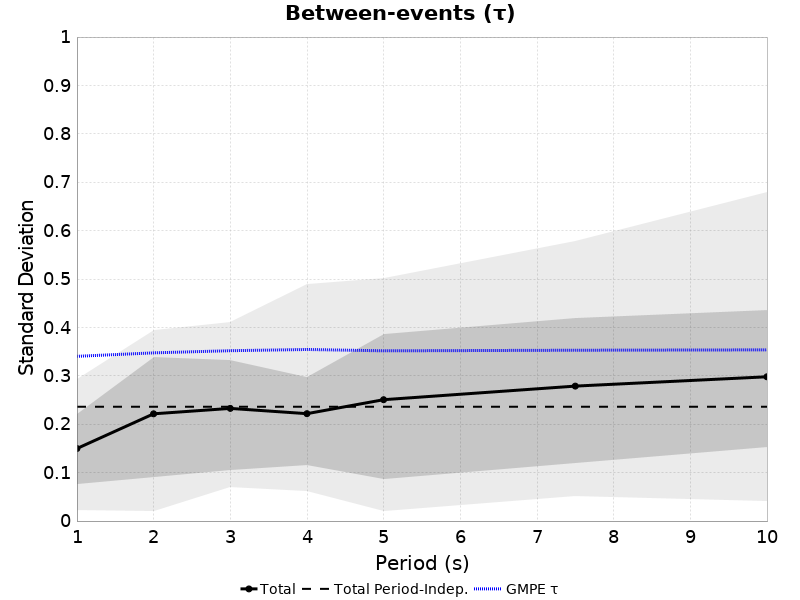 Between-events (τ)
Standard Deviation
1
0.9
0.8
0.7
0.6
0.5
0.4
0.3
0.2
0.1
0
1 2 3 4 5 6 7 8 9 10
Period (s)
Total Total Period-Indep. GMPE τ